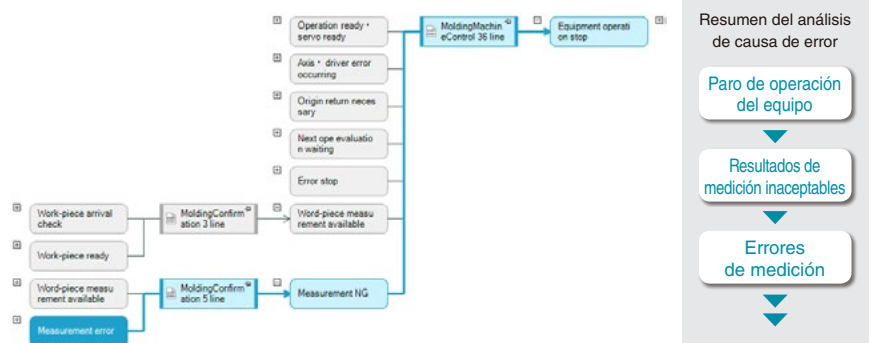 Operation ready・
servo ready
MoldingMachin
eControl 36 line
Equipment operati
on stop
Axis・driver error
occurring
Origin return neces
sary
Next ope evaluatio
n waiting
Error stop
Work-piece arrival
check
MoldingConfirm
ation 3 line
Word-piece measu
rement available
Work-piece ready
Word-piece measu
rement available
MoldingConfirm
ation 5 line
Measurement NG
Measurement error
Resumen del análisis
de causa de error
Paro de operación
del equipo
Resultados de
medición inaceptables
Errores
de medición